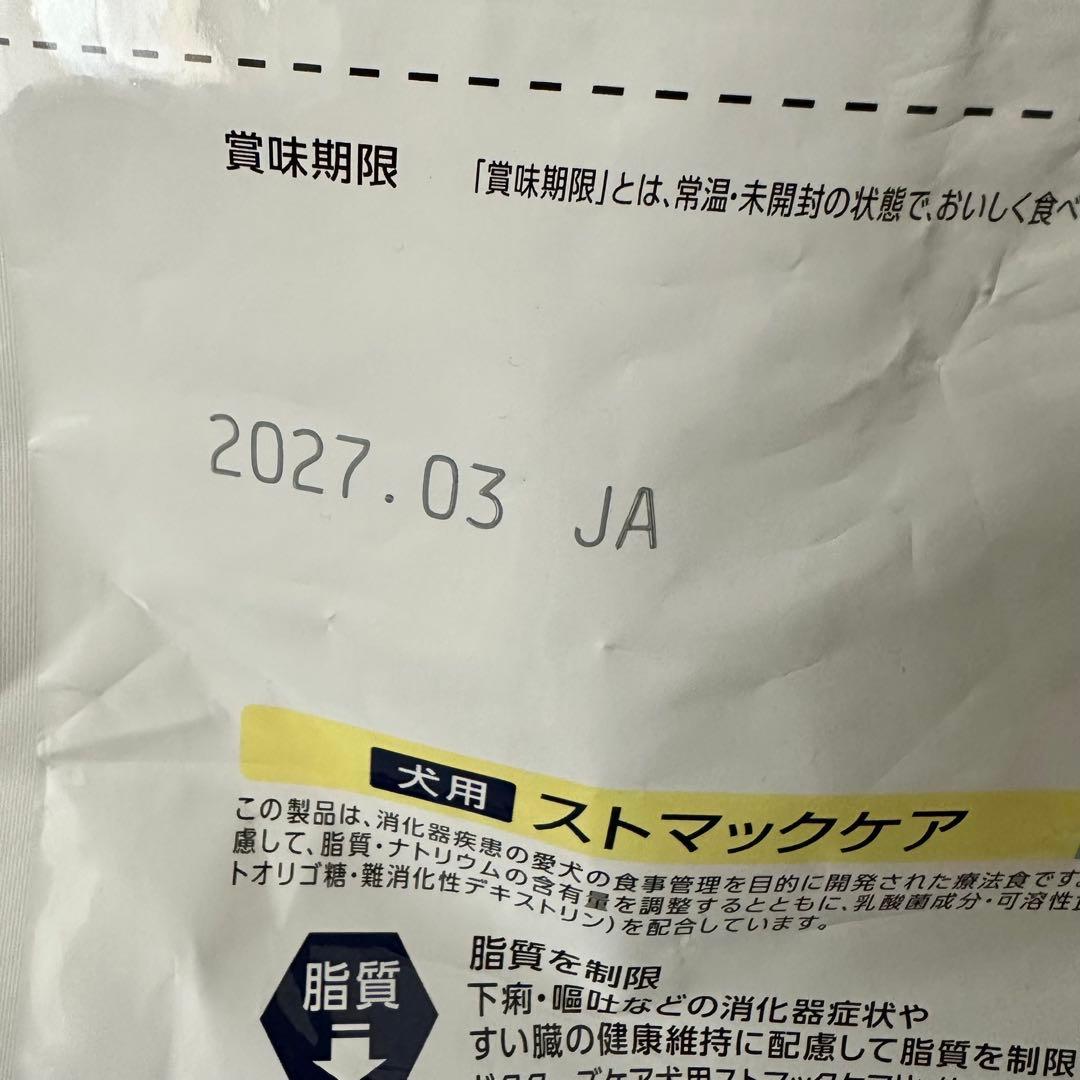 賞味期限
「賞味期限」とは、常温・未開封の状態で、おいしく食べ
2027.03 JA
犬用 ストマックケア
この製品は、消化器疾患の愛犬の食事管理を目的に開発された療法食です。
慮して、脂質・ナトリウムの含有量を調整するとともに、乳酸菌成分・可溶性
トオリゴ糖・難消化性デキストリン)を配合しています。
脂質
脂質を制限
下痢・嘔吐などの消化器症状や
すい臓の健康維持に配慮して脂質を制限